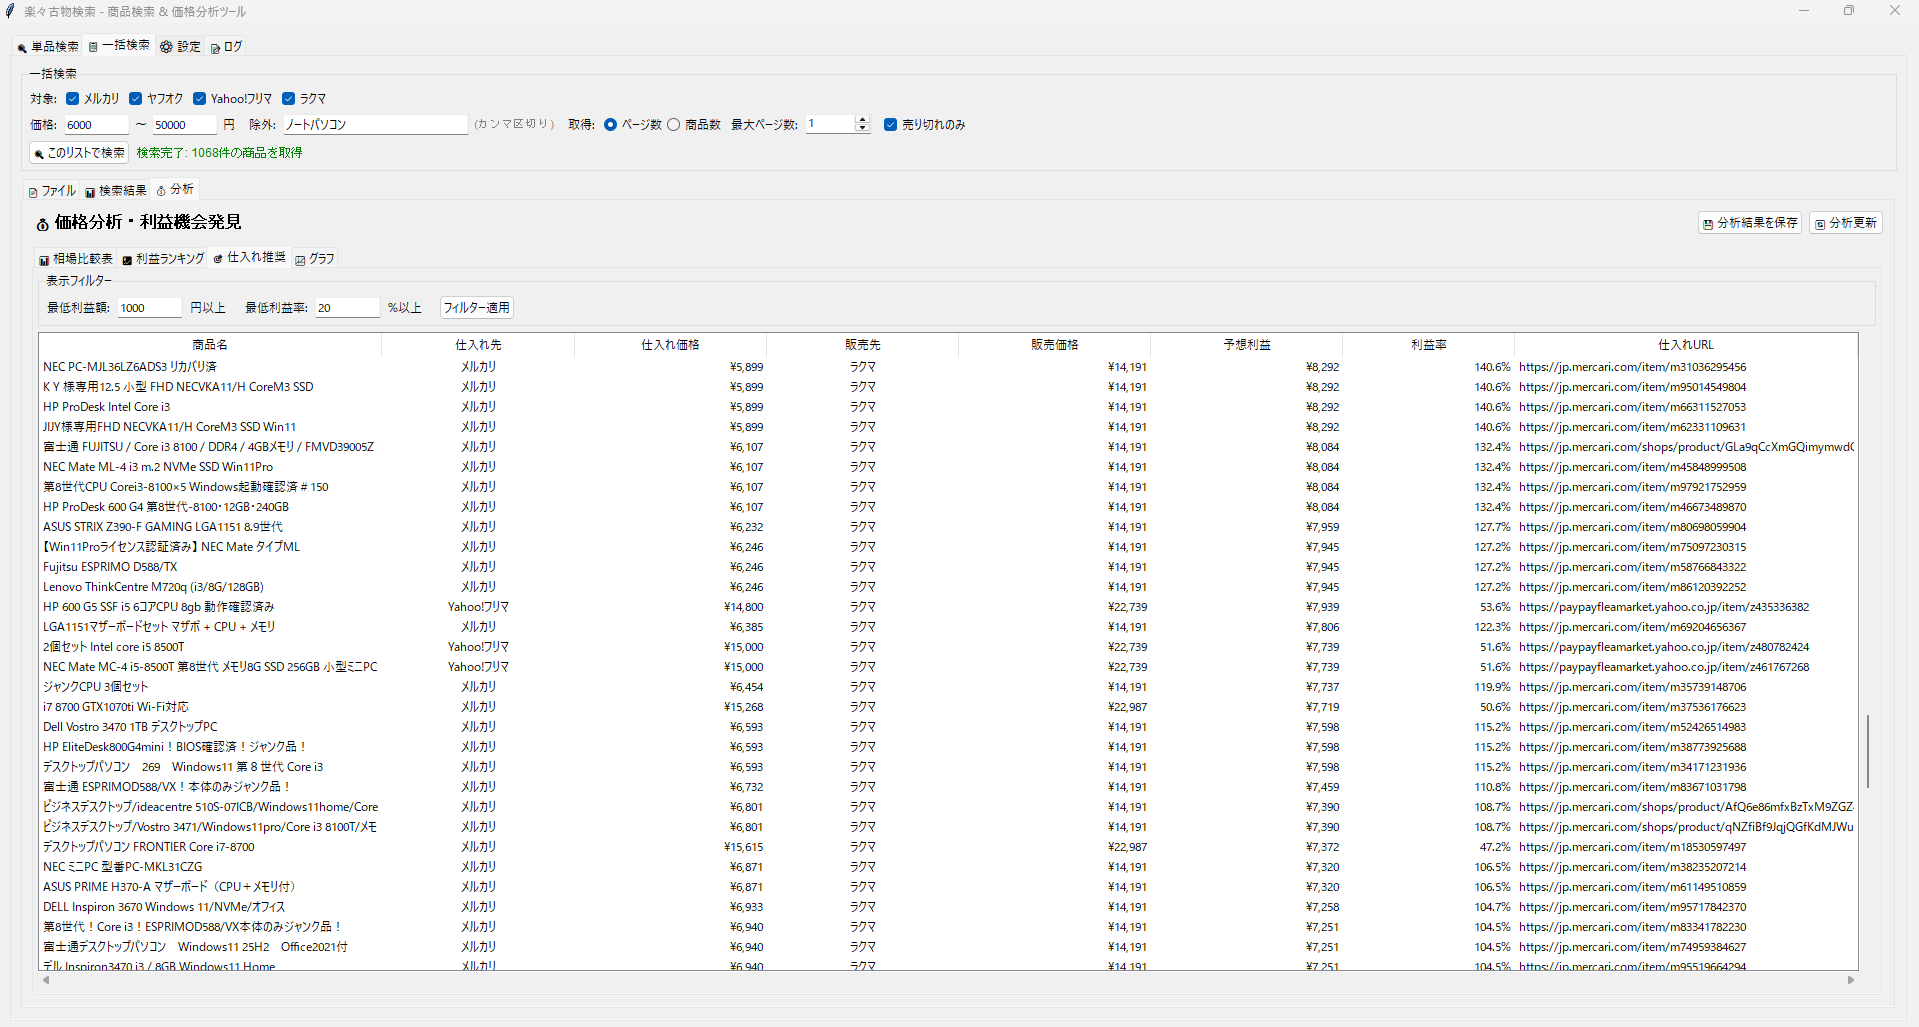 楽々古物検索 - 商品検索 & 価格分析ツール
単品検索 一括検索 設定 ログ
一括検索
対象: メルカリ ヤフオク Yahoo!フリマ ラクマ
価格: 6000 ～ 50000 円 除外: ノートパソコン (カンマ区切り) 取得: ページ数 商品数 最大ページ数: 1 売り切れのみ
このリストで検索 検索完了: 1068件の商品を取得
ファイル 検索結果 分析
価格分析・利益機会発見 分析結果を保存 分析更新
相場比較表 利益ランキング 仕入れ推奨 グラフ
表示フィルター
最低利益額: 1000 円以上 最低利益率: 20 %以上 フィルター適用
商品名 仕入れ先 仕入れ価格 販売先 販売価格 予想利益 利益率 仕入れURL
NEC PC-MJL36LZ6ADS3 リカバリ済 メルカリ ¥5,899 ラクマ ¥14,191 ¥8,292 140.6% https://jp.mercari.com/item/m31036295456
K Y 様専用12.5 小型 FHD NECVKA11/H CoreM3 SSD メルカリ ¥5,899 ラクマ ¥14,191 ¥8,292 140.6% https://jp.mercari.com/item/m95014549804
HP ProDesk Intel Core i3 メルカリ ¥5,899 ラクマ ¥14,191 ¥8,292 140.6% https://jp.mercari.com/item/m66311527053
JIJY様専用FHD NECVKA11/H CoreM3 SSD Win11 メルカリ ¥5,899 ラクマ ¥14,191 ¥8,292 140.6% https://jp.mercari.com/item/m62331109631
富士通 FUJITSU / Core i3 8100 / DDR4 / 4GBメモリ / FMVD39005Z メルカリ ¥6,107 ラクマ ¥14,191 ¥8,084 132.4% https://jp.mercari.com/shops/product/GLa9qCcXmGQimymwd
NEC Mate ML-4 i3 m.2 NVMe SSD Win11Pro メルカリ ¥6,107 ラクマ ¥14,191 ¥8,084 132.4% https://jp.mercari.com/item/m45848999508
第8世代CPU Corei3-8100×5 Windows起動確認済 # 150 メルカリ ¥6,107 ラクマ ¥14,191 ¥8,084 132.4% https://jp.mercari.com/item/m97921752959
HP ProDesk 600 G4 第8世代-8100･12GB･240GB メルカリ ¥6,107 ラクマ ¥14,191 ¥8,084 132.4% https://jp.mercari.com/item/m46673489870
ASUS STRIX Z390-F GAMING LGA1151 8.9世代 メルカリ ¥6,232 ラクマ ¥14,191 ¥7,959 127.7% https://jp.mercari.com/item/m80698059904
【Win11Proライセンス認証済み】 NEC Mate タイプML メルカリ ¥6,246 ラクマ ¥14,191 ¥7,945 127.2% https://jp.mercari.com/item/m75097230315
Fujitsu ESPRIMO D588/TX メルカリ ¥6,246 ラクマ ¥14,191 ¥7,945 127.2% https://jp.mercari.com/item/m58766843322
Lenovo ThinkCentre M720q (i3/8G/128GB) メルカリ ¥6,246 ラクマ ¥14,191 ¥7,945 127.2% https://jp.mercari.com/item/m86120392252
HP 600 G5 SSF i5 6コアCPU 8gb 動作確認済み Yahoo!フリマ ¥14,800 ラクマ ¥22,739 ¥7,939 53.6% https://paypayfleamarket.yahoo.co.jp/item/z435336382
LGA1151マザーボードセット マザボ + CPU + メモリ メルカリ ¥6,385 ラクマ ¥14,191 ¥7,806 122.3% https://jp.mercari.com/item/m69204656367
2個セット Intel core i5 8500T Yahoo!フリマ ¥15,000 ラクマ ¥22,739 ¥7,739 51.6% https://paypayfleamarket.yahoo.co.jp/item/z480782424
NEC Mate MC-4 i5-8500T 第8世代 メモリ8G SSD 256GB 小型ミニPC Yahoo!フリマ ¥15,000 ラクマ ¥22,739 ¥7,739 51.6% https://paypayfleamarket.yahoo.co.jp/item/z461767268
ジャンクCPU 3個セット メルカリ ¥6,454 ラクマ ¥14,191 ¥7,737 119.9% https://jp.mercari.com/item/m35739148706
i7 8700 GTX1070ti Wi-Fi対応 メルカリ ¥15,268 ラクマ ¥22,987 ¥7,719 50.6% https://jp.mercari.com/item/m37536176623
Dell Vostro 3470 1TB デスクトップPC メルカリ ¥6,593 ラクマ ¥14,191 ¥7,598 115.2% https://jp.mercari.com/item/m52426514983
HP EliteDesk800G4mini！BIOS確認済！ジャンク品！ メルカリ ¥6,593 ラクマ ¥14,191 ¥7,598 115.2% https://jp.mercari.com/item/m38773925688
デスクトップパソコン　269　Windows11 第８世代 Core i3 メルカリ ¥6,593 ラクマ ¥14,191 ¥7,598 115.2% https://jp.mercari.com/item/m34171231936
富士通 ESPRIMOD588/VX！本体のみジャンク品！ メルカリ ¥6,732 ラクマ ¥14,191 ¥7,459 110.8% https://jp.mercari.com/item/m83671031798
ビジネスデスクトップ/ideacentre 510S-07ICB/Windows11home/Core メルカリ ¥6,801 ラクマ ¥14,191 ¥7,390 108.7% https://jp.mercari.com/shops/product/AfQ6e86mfxBzTxM9ZGZ
ビジネスデスクトップ/Vostro 3471/Windows11pro/Core i3 8100T/メモ メルカリ ¥6,801 ラクマ ¥14,191 ¥7,390 108.7% https://jp.mercari.com/shops/product/qNZfiBf9JqjQGfKdMJWu
デスクトップパソコン FRONTIER Core i7-8700 メルカリ ¥15,615 ラクマ ¥22,987 ¥7,372 47.2% https://jp.mercari.com/item/m18530597497
NEC ミニPC 型番PC-MKL31CZG メルカリ ¥6,871 ラクマ ¥14,191 ¥7,320 106.5% https://jp.mercari.com/item/m38235207214
ASUS PRIME H370-A マザーボード（CPU＋メモリ付） メルカリ ¥6,871 ラクマ ¥14,191 ¥7,320 106.5% https://jp.mercari.com/item/m61149510859
DELL Inspiron 3670 Windows 11/NVMe/オフィス メルカリ ¥6,933 ラクマ ¥14,191 ¥7,258 104.7% https://jp.mercari.com/item/m95717842370
第8世代！Core i3！ESPRIMOD588/VX本体のみジャンク品！ メルカリ ¥6,940 ラクマ ¥14,191 ¥7,251 104.5% https://jp.mercari.com/item/m83341782230
富士通デスクトップパソコン　Windows11 25H2　Office2021付 メルカリ ¥6,940 ラクマ ¥14,191 ¥7,251 104.5% https://jp.mercari.com/item/m74959384627
デル Inspiron3470 i3 / 8GB Windows11 Home メルカリ ¥6,940 ラクマ ¥14,191 ¥7,251 104.5% https://jp.mercari.com/item/m95519664294